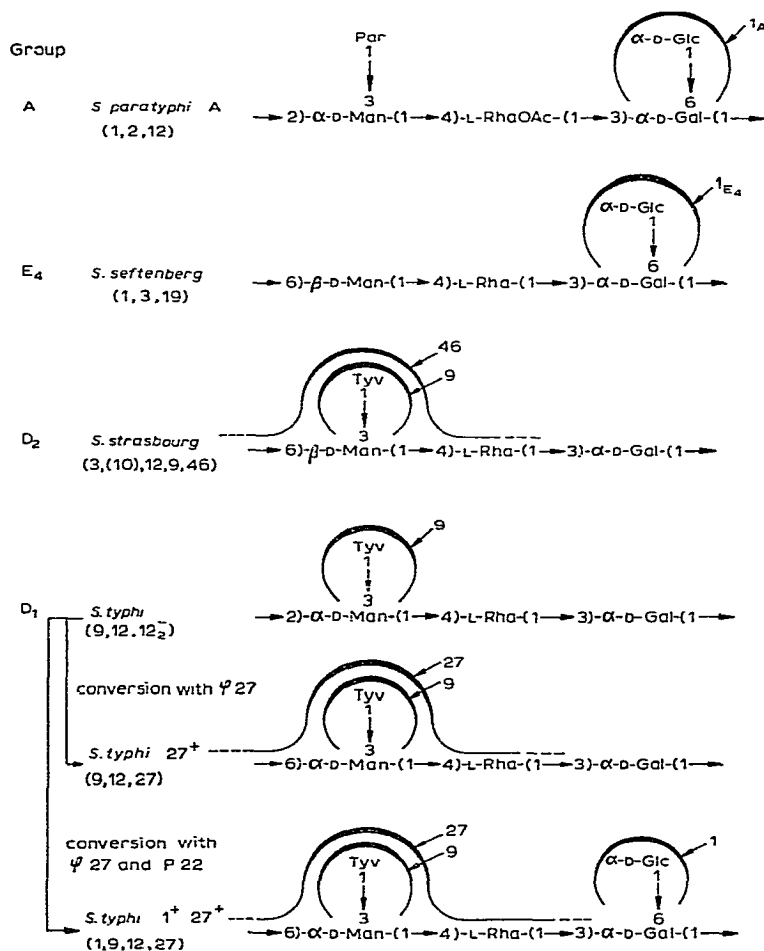 Group
Par
1
3
α-D-Glc
1
6
1A
A S paratyphi A → 2)-α-D-Man-(1 → 4)-L-RhaOAc-(1 → 3)-α-D-Gal-(1 →
(1,2,12)
α-D-Glc
1
6
1E4
E4 S. seftenberg → 6)-β-D-Man-(1 → 4)-L-Rha-(1 → 3)-α-D-Gal-(1 →
(1,3,19)
46
9
Tyv
1
3
D2 S. strasbourg → 6)-β-D-Man-(1 → 4)-L-Rha-(1 → 3)-α-D-Gal-(1 →
(3,(10),12,9,46)
9
Tyv
1
3
D1 S. typhi → 2)-α-D-Man-(1 → 4)-L-Rha-(1 → 3)-α-D-Gal-(1 →
(9,12.12₂⁻)
27
9
Tyv
1
3
conversion with φ 27
S. typhi 27+ → 6)-α-D-Man-(1 → 4)-L-Rha-(1 → 3)-α-D-Gal-(1 →
(9,12,27)
conversion with
φ 27 and P 22
27
9
Tyv
1
3
1
α-D-Glc
1
6
S. typhi 1+ 27+ → 6)-α-D-Man-(1 → 4)-L-Rha-(1 → 3)-α-D-Gal-(1 →
(1,9,12,27)